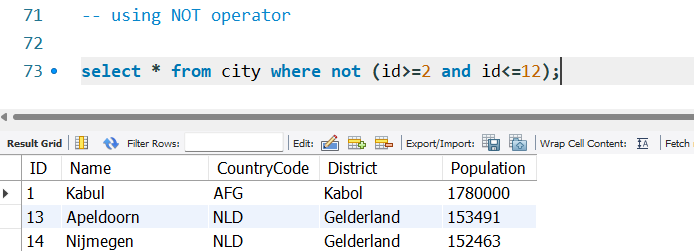 71 -- using NOT operator
72
73 select * from city where not (id>=2 and id<=12);
Result Grid Filter Rows: Edit: Export/Import: Wrap Cell Content: Fetch
ID Name CountryCode District Population
1 Kabul AFG Kabol 1780000
13 Apeldoorn NLD Gelderland 153491
14 Nijmegen NLD Gelderland 152463